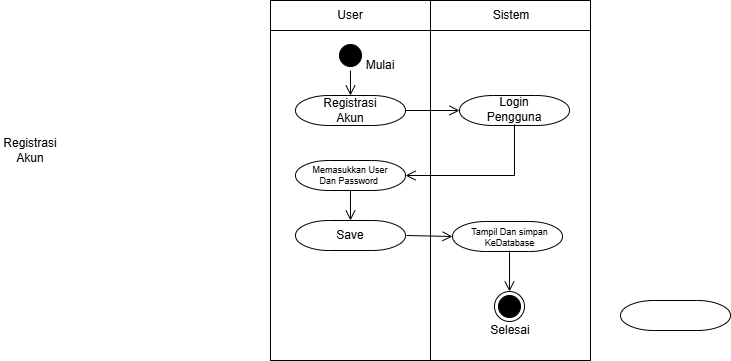 User
Sistem
Mulai
Registrasi
Akun
Login
Pengguna
Registrasi
Akun
Memasukkan User
Dan Password
Save
Tampil Dan simpan
KeDatabase
Selesai